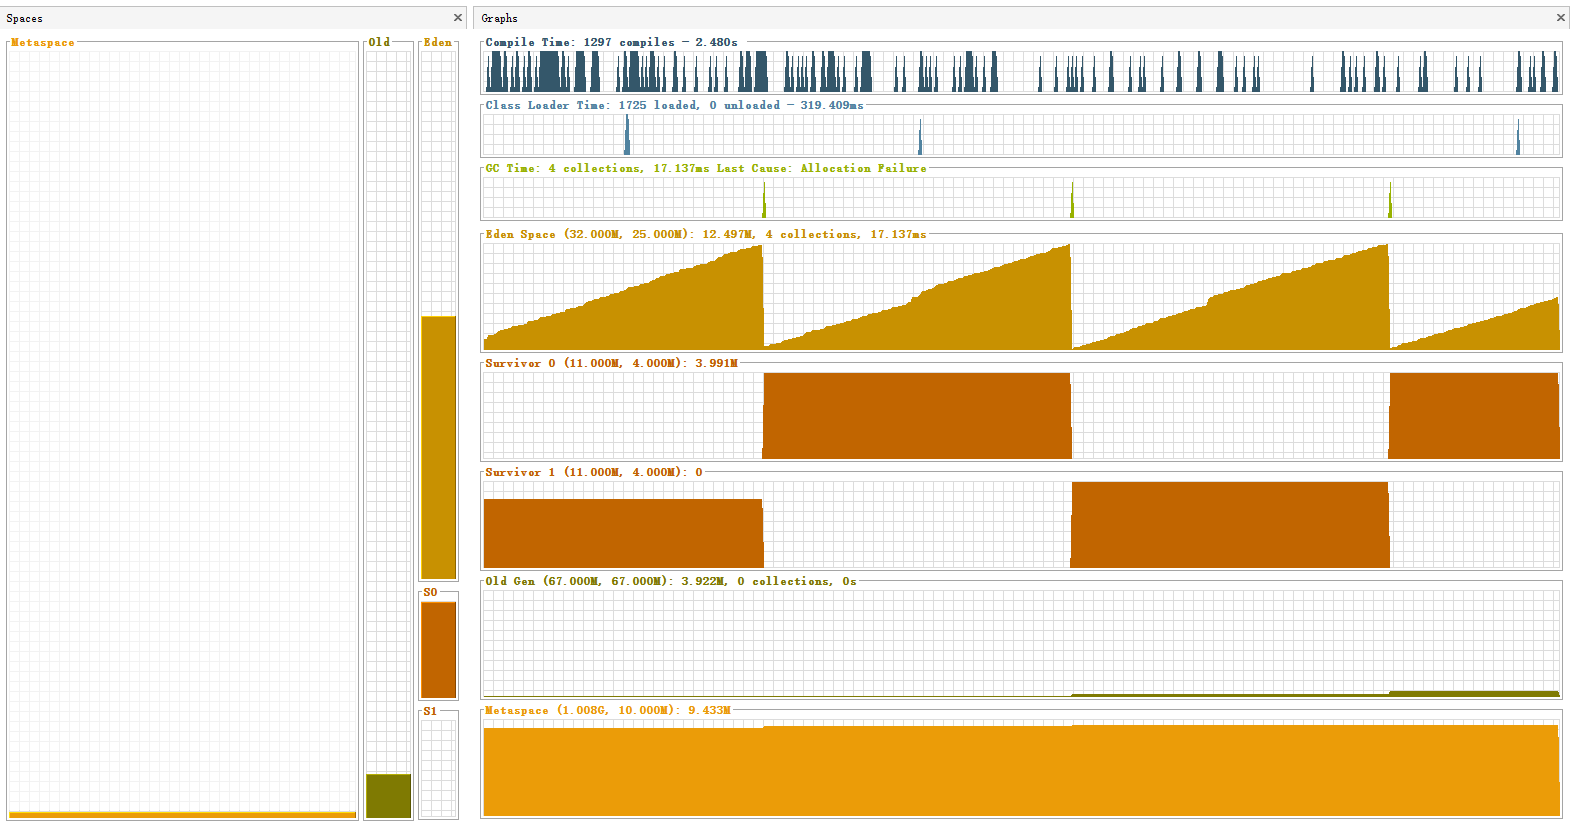 Spaces
Graphs
Metaspace
Old
Eden
S0
S1
Compile Time: 1297 compiles - 2.480s
Class Loader Time: 1725 loaded, 0 unloaded - 319.409ms
GC Time: 4 collections, 17.137ms Last Cause: Allocation Failure
Eden Space (32.000M, 25.000M): 12.497M, 4 collections, 17.137ms
Survivor 0 (11.000M, 4.000M): 3.991M
Survivor 1 (11.000M, 4.000M): 0
Old Gen (67.000M, 67.000M): 3.922M, 0 collections, 0s
Metaspace (1.008G, 10.000M): 9.433M